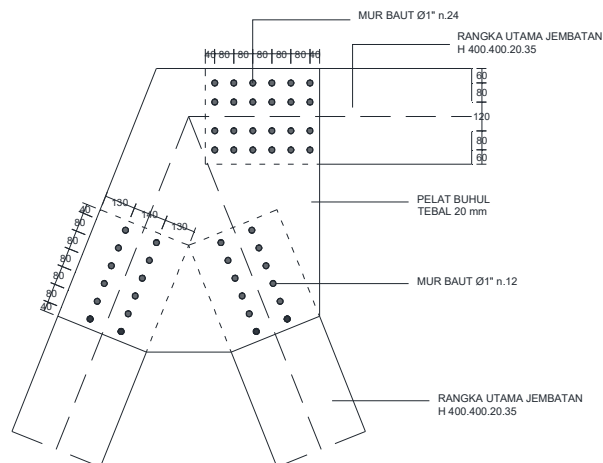 MUR BAUT Ø1" n.24
RANGKA UTAMA JEMBATAN
H 400.400.20.35
40 80 80 80 80 80 40
60
80
120
80
60
PELAT BUHUL
TEBAL 20 mm
130 140 130
40
80
80
80
80
80
40
MUR BAUT Ø1" n.12
RANGKA UTAMA JEMBATAN
H 400.400.20.35